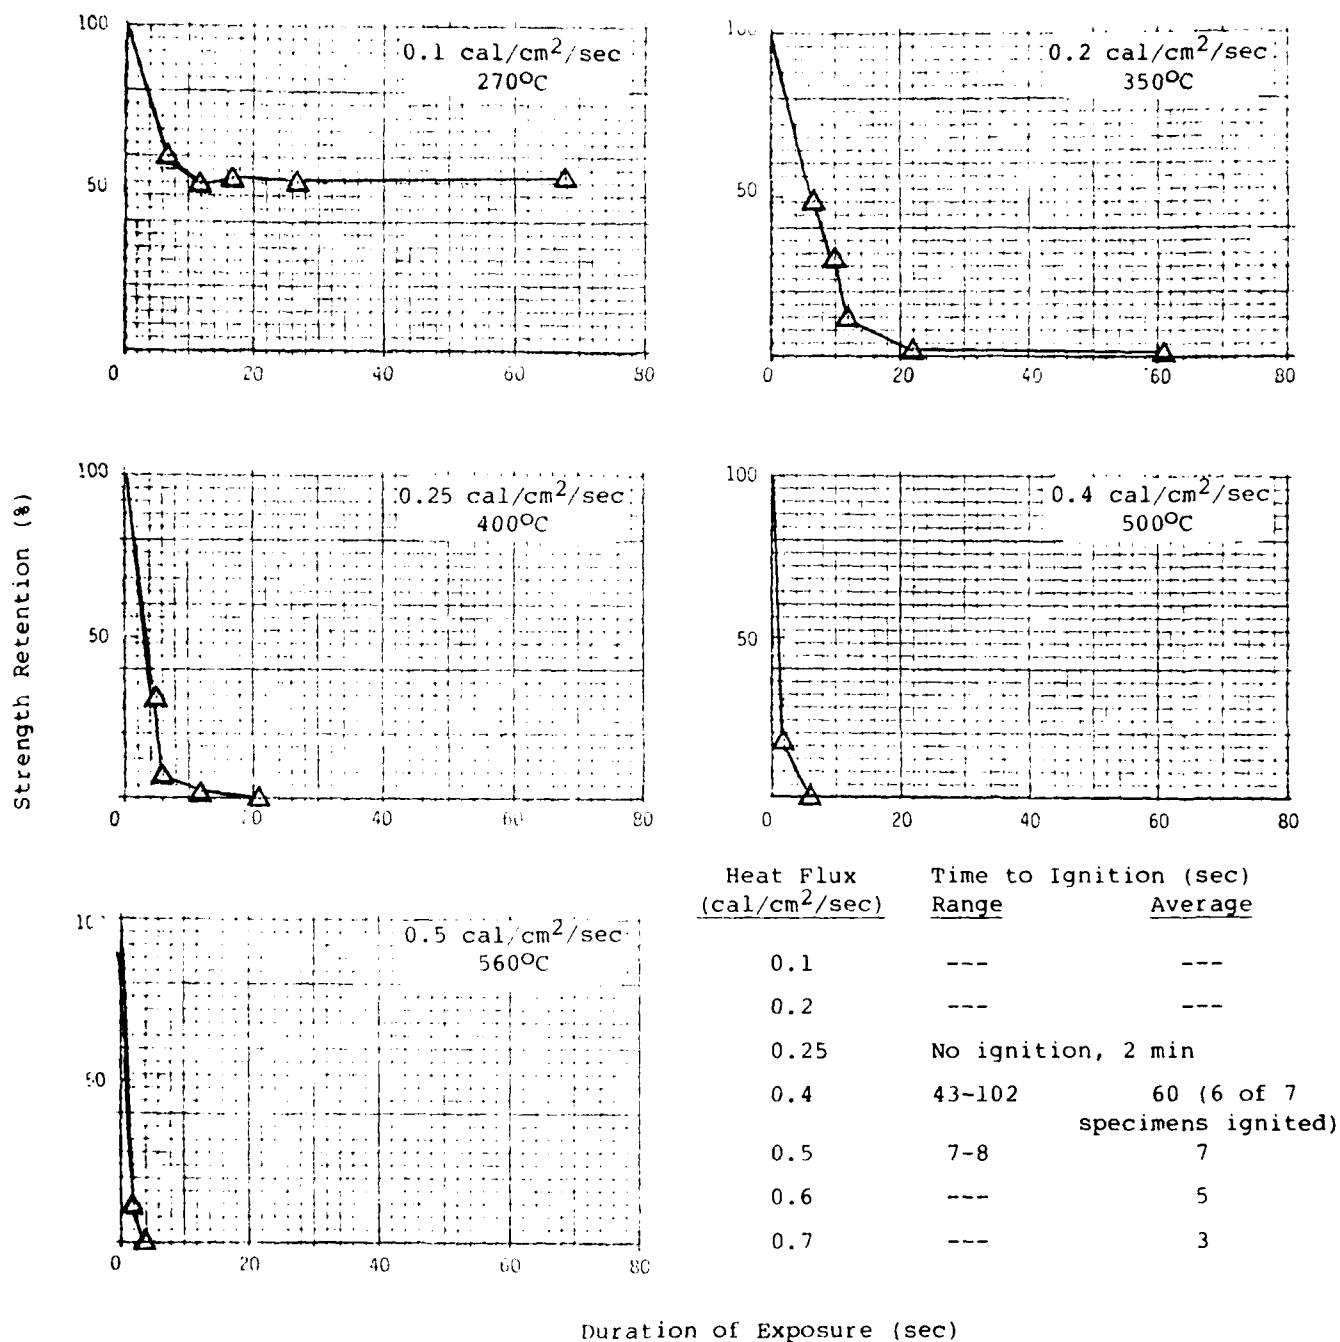 100
0.1 cal/cm²/sec
270°C
50
0 20 40 60 80
100
0.2 cal/cm²/sec
350°C
50
0 20 40 60 80
Strength Retention (%)
100
0.25 cal/cm²/sec
400°C
50
0 20 40 60 80
100
0.4 cal/cm²/sec
500°C
50
0 20 40 60 80
0.5 cal/cm²/sec
560°C
50
0 20 40 60 80
Heat Flux Time to Ignition (sec)
(cal/cm²/sec) Range Average
0.1 --- ---
0.2 --- ---
0.25 No ignition, 2 min
0.4 43-102 60 (6 of 7
specimens ignited)
0.5 7-8 7
0.6 --- 5
0.7 --- 3
Duration of Exposure (sec)